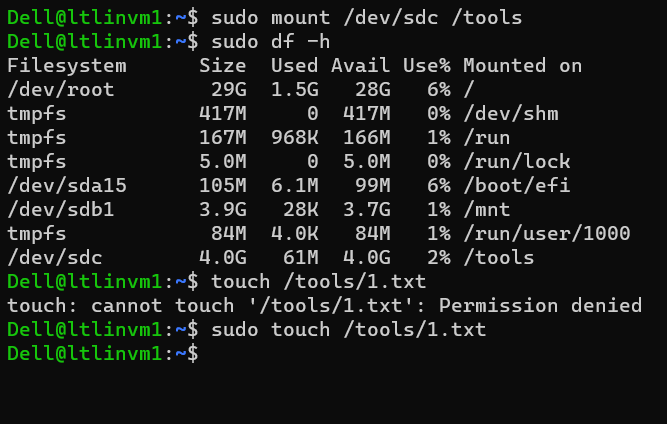 Dell@ltlinvm1:~$ sudo mount /dev/sdc /tools
Dell@ltlinvm1:~$ sudo df -h
Filesystem      Size  Used Avail Use% Mounted on
/dev/root        29G  1.5G   28G   6% /
tmpfs           417M     0  417M   0% /dev/shm
tmpfs           167M  968K  166M   1% /run
tmpfs           5.0M     0  5.0M   0% /run/lock
/dev/sda15      105M  6.1M   99M   6% /boot/efi
/dev/sdb1       3.9G   28K  3.7G   1% /mnt
tmpfs            84M  4.0K   84M   1% /run/user/1000
/dev/sdc        4.0G   61M  4.0G   2% /tools
Dell@ltlinvm1:~$ touch /tools/1.txt
touch: cannot touch '/tools/1.txt': Permission denied
Dell@ltlinvm1:~$ sudo touch /tools/1.txt
Dell@ltlinvm1:~$